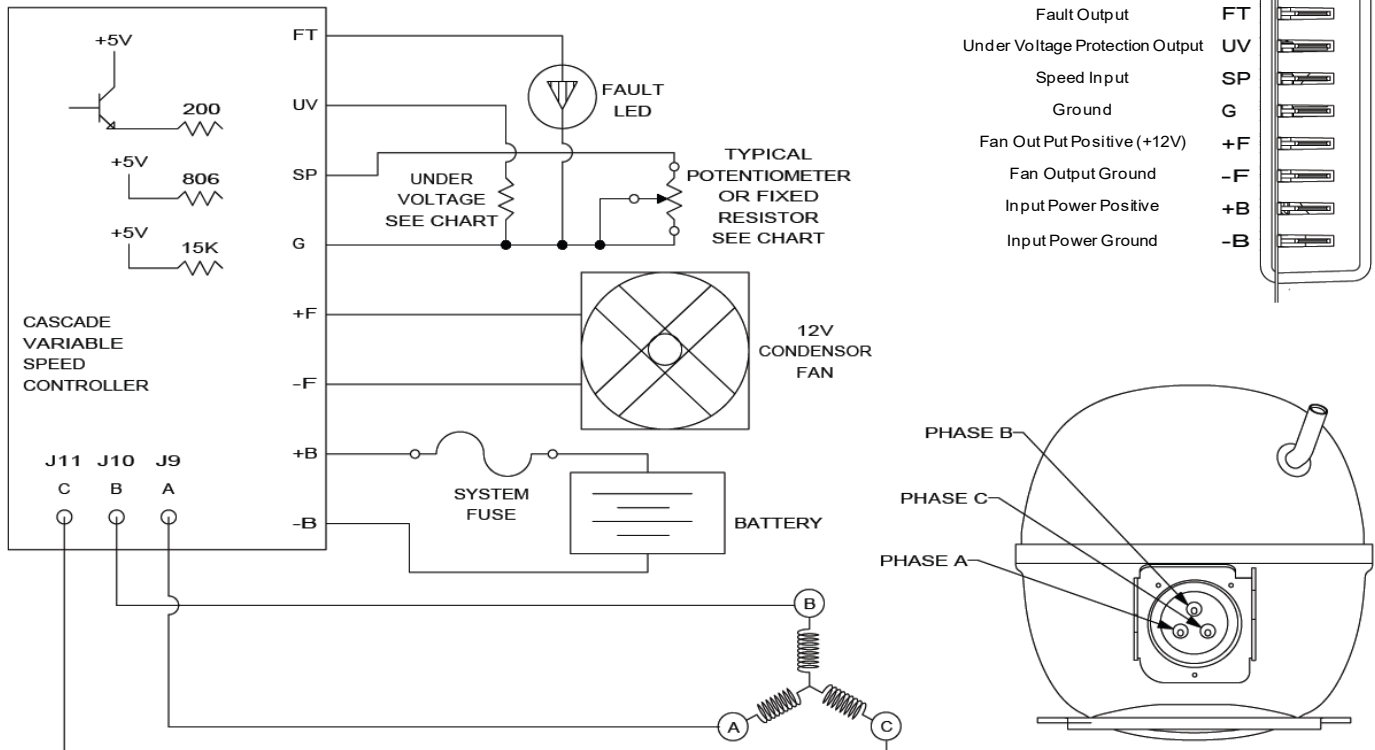 +5V
200
+5V
806
+5V
15K
CASCADE
VARIABLE
SPEED
CONTROLLER
J11 J10 J9
C B A
FT
UV
SP
G
+F
-F
+B
-B
FAULT
LED
UNDER
VOLTAGE
SEE CHART
TYPICAL
POTENTIOMETER
OR FIXED
RESISTOR
SEE CHART
12V
CONDENSOR
FAN
SYSTEM
FUSE
BATTERY
B
A
C
Fault Output FT
Under Voltage Protection Output UV
Speed Input SP
Ground G
Fan Out Put Positive (+12V) +F
Fan Output Ground -F
Input Power Positive +B
Input Power Ground -B
PHASE B
PHASE C
PHASE A